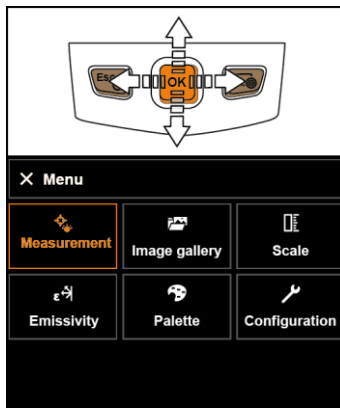 Esc
OK
× Menu
Measurement
Image gallery
Scale
ε
Emissivity
Palette
Configuration